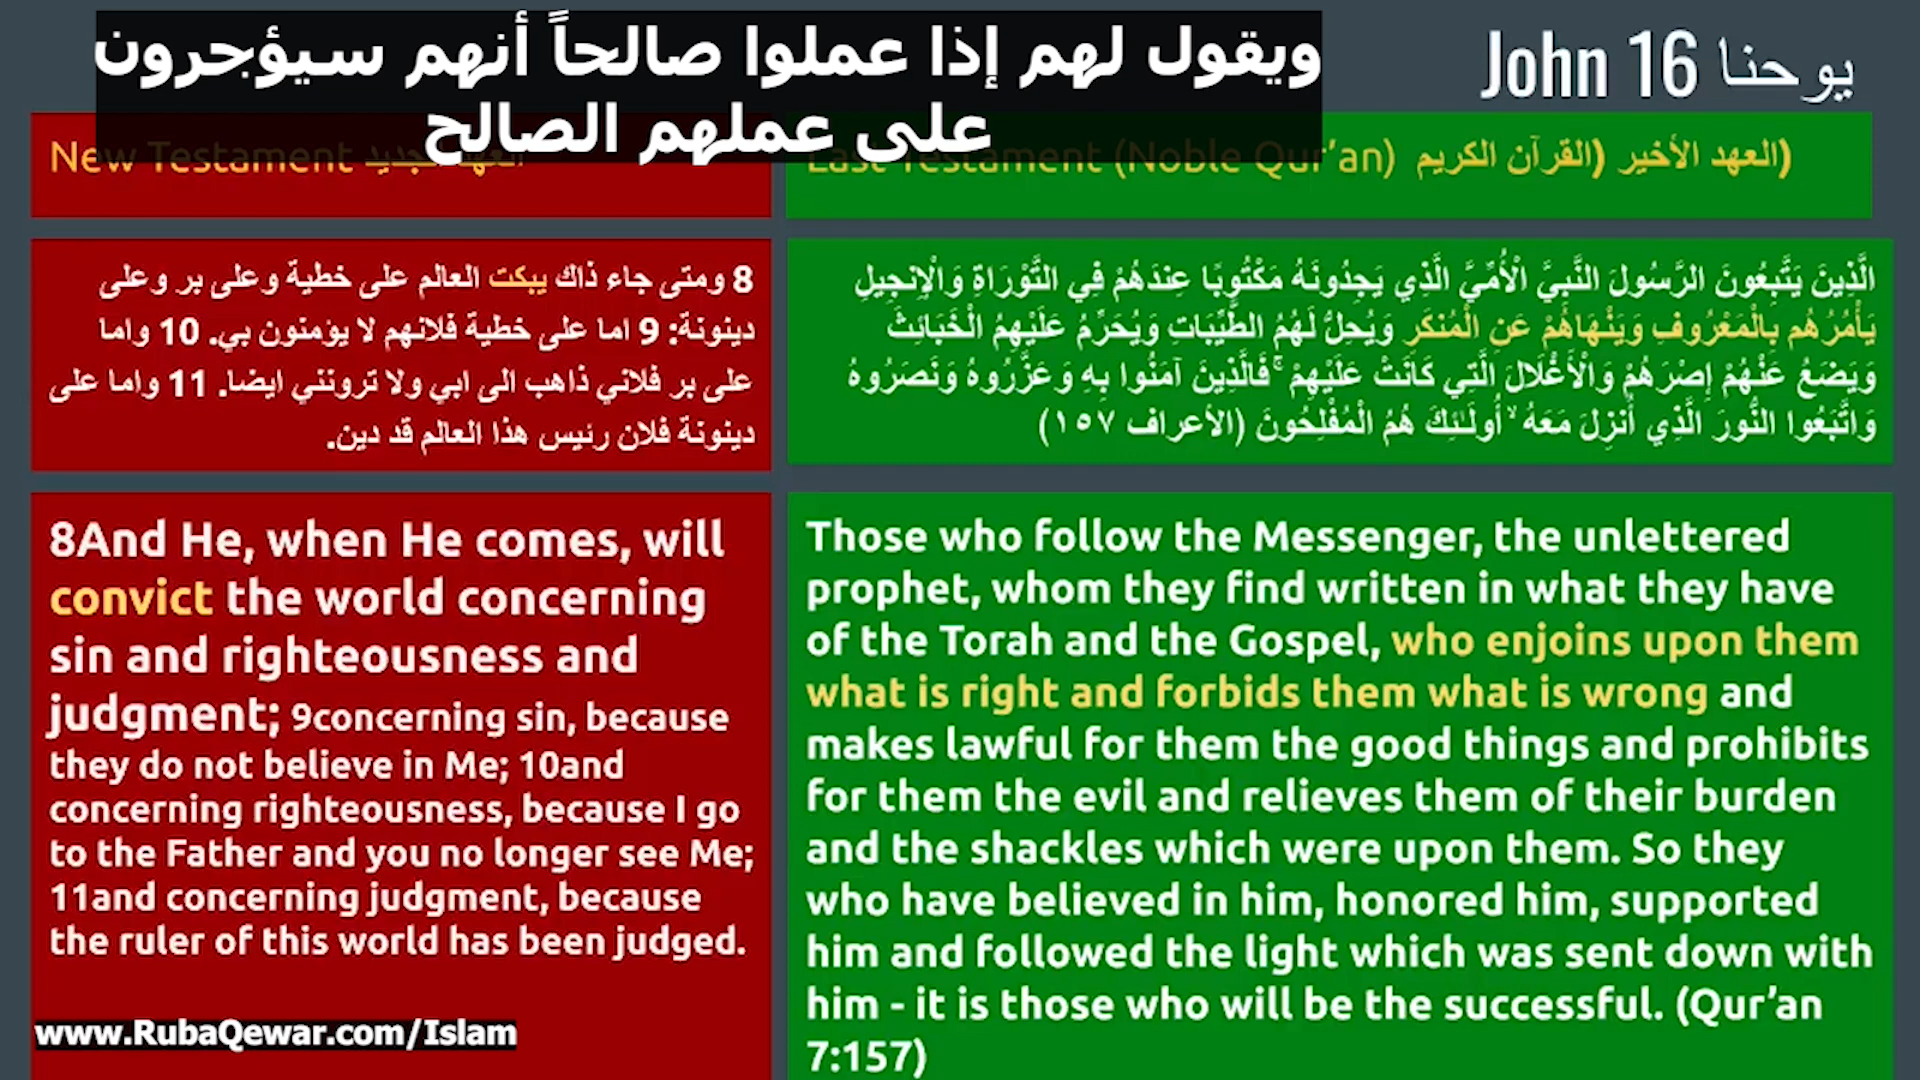 ويقول لهم إذا عملوا صالحاً أنهم سيؤجرون
على عملهم الصالح
John 16 يوحنا
New Testament العهد الجديد
Last Testament (Noble Qur’an) العهد الأخير (القرآن الكريم)
8 ومتى جاء ذاك يبكت العالم على خطية وعلى بر وعلى
دينونة: 9 اما على خطية فلانهم لا يؤمنون بي. 10 واما
على بر فلاني ذاهب الى ابي ولا ترونني ايضا. 11 واما على
دينونة فلان رئيس هذا العالم قد دين.
الَّذِينَ يَتَّبِعُونَ الرَّسُولَ النَّبِيَّ الْأُمِّيَّ الَّذِي يَجِدُونَهُ مَكْتُوبًا عِندَهُمْ فِي التَّوْرَاةِ وَالْإِنجِيلِ
يَأْمُرُهُم بِالْمَعْرُوفِ وَيَنْهَاهُمْ عَنِ الْمُنكَرِ وَيُحِلُّ لَهُمُ الطَّيِّبَاتِ وَيُحَرِّمُ عَلَيْهِمُ الْخَبَائِثَ
وَيَضَعُ عَنْهُمْ إِصْرَهُمْ وَالْأَغْلَالَ الَّتِي كَانَتْ عَلَيْهِمْ ۚ فَالَّذِينَ آمَنُوا بِهِ وَعَزَّرُوهُ وَنَصَرُوهُ
وَاتَّبَعُوا النُّورَ الَّذِي أُنزِلَ مَعَهُ ۙ أُولَٰئِكَ هُمُ الْمُفْلِحُونَ (الأعراف ١٥٧)
8And He, when He comes, will
convict the world concerning
sin and righteousness and
judgment; 9concerning sin, because
they do not believe in Me; 10and
concerning righteousness, because I go
to the Father and you no longer see Me;
11and concerning judgment, because
the ruler of this world has been judged.
Those who follow the Messenger, the unlettered
prophet, whom they find written in what they have
of the Torah and the Gospel, who enjoins upon them
what is right and forbids them what is wrong and
makes lawful for them the good things and prohibits
for them the evil and relieves them of their burden
and the shackles which were upon them. So they
who have believed in him, honored him, supported
him and followed the light which was sent down with
him - it is those who will be the successful. (Qur’an
7:157)
www.RubaQewar.com/Islam